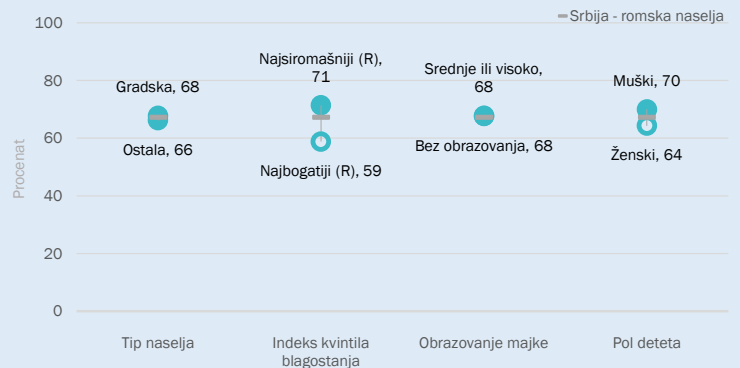 Srbija - romska naselja
Procenat
100
80
60
40
20
0
Gradska, 68
Ostala, 66
Najsiromašniji (R),
71
Najbogatiji (R), 59
Srednje ili visoko,
68
Bez obrazovanja, 68
Muški, 70
Ženski, 64
Tip naselja
Indeks kvintila
blagostanja
Obrazovanje majke
Pol deteta